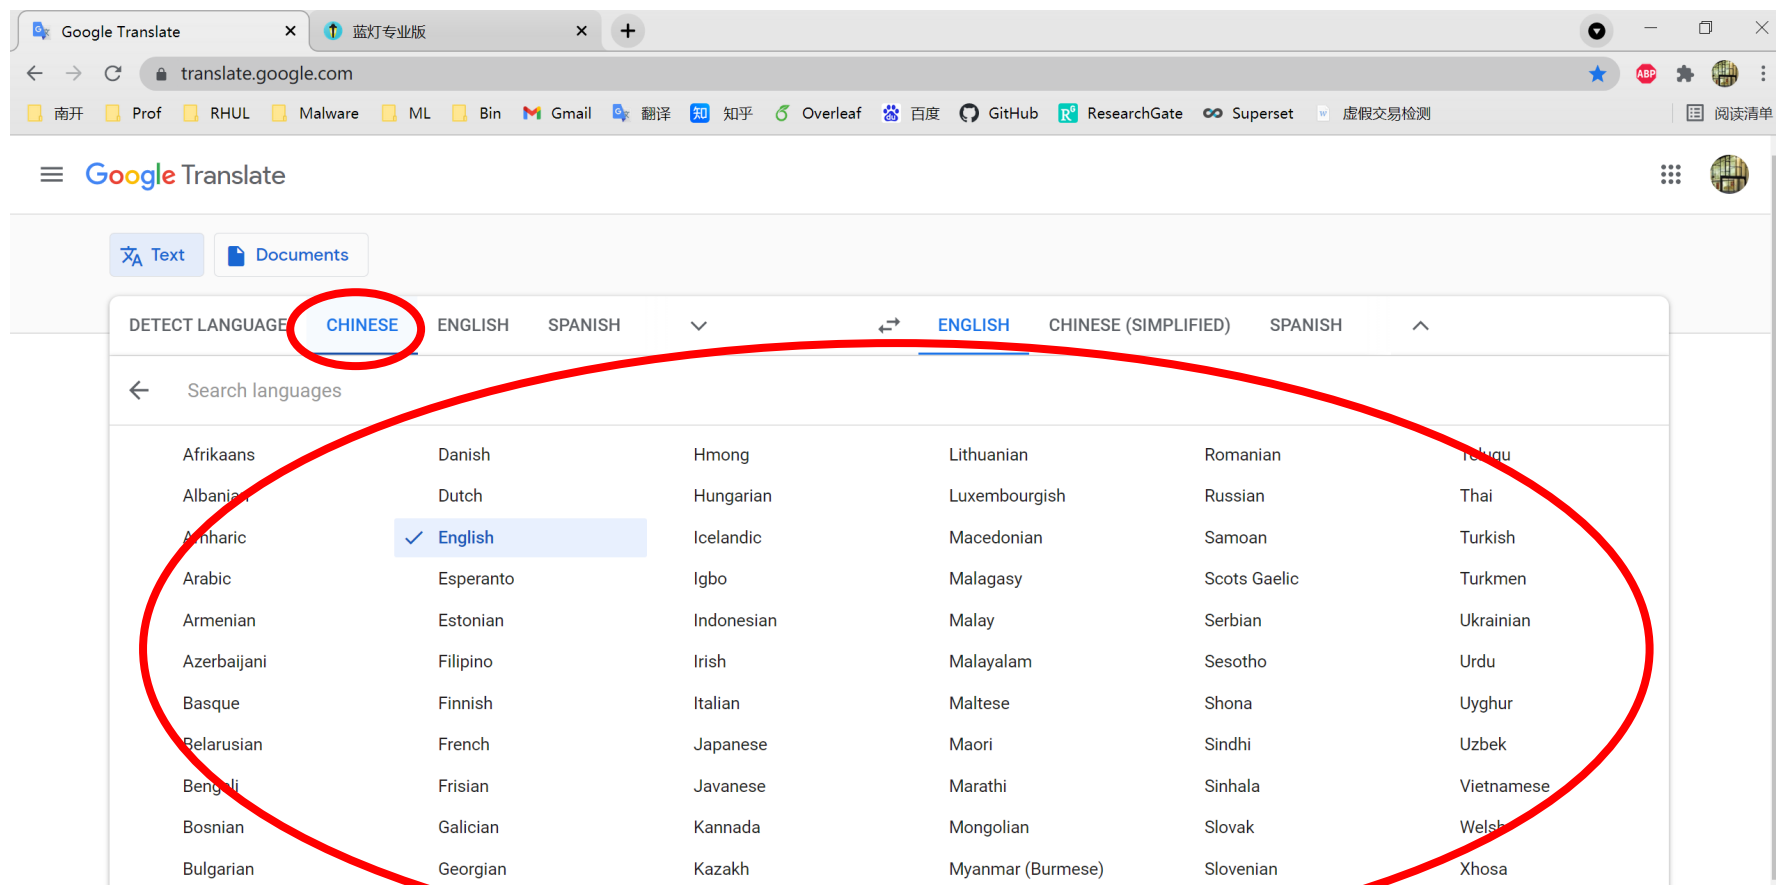 Google Translate
蓝灯专业版
translate.google.com
ABP
南开 Prof RHUL Malware ML Bin Gmail 翻译 知 知乎 Overleaf du 百度 GitHub RG ResearchGate Superset w 虚假交易检测 阅读清单
Google Translate
Text Documents
DETECT LANGUAGE CHINESE ENGLISH SPANISH ENGLISH CHINESE (SIMPLIFIED) SPANISH
Search languages
Afrikaans Danish Hmong Lithuanian Romanian Telugu
Albanian Dutch Hungarian Luxembourgish Russian Thai
Amharic English Icelandic Macedonian Samoan Turkish
Arabic Esperanto Igbo Malagasy Scots Gaelic Turkmen
Armenian Estonian Indonesian Malay Serbian Ukrainian
Azerbaijani Filipino Irish Malayalam Sesotho Urdu
Basque Finnish Italian Maltese Shona Uyghur
Belarusian French Japanese Maori Sindhi Uzbek
Bengali Frisian Javanese Marathi Sinhala Vietnamese
Bosnian Galician Kannada Mongolian Slovak Welsh
Bulgarian Georgian Kazakh Myanmar (Burmese) Slovenian Xhosa